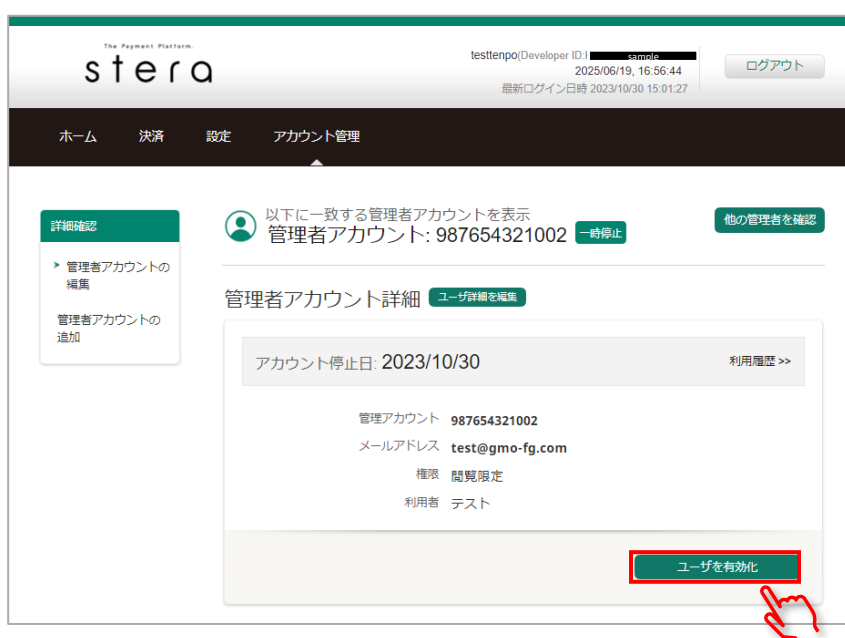 The Payment Platform.
stera
testtenpo(Developer ID:
sample
2025/06/19, 16:56:44
最新ログイン日時 2023/10/30 15:01:27
ログアウト
ホーム 決済 設定 アカウント管理
詳細確認
管理者アカウントの
編集
管理者アカウントの
追加
以下に一致する管理者アカウントを表示
管理者アカウント: 987654321002 一時停止
他の管理者を確認
管理者アカウント詳細 ユーザ詳細を編集
アカウント停止日: 2023/10/30 利用履歴 >>
管理アカウント 987654321002
メールアドレス test@gmo-fg.com
権限 閲覧限定
利用者 テスト
ユーザを有効化